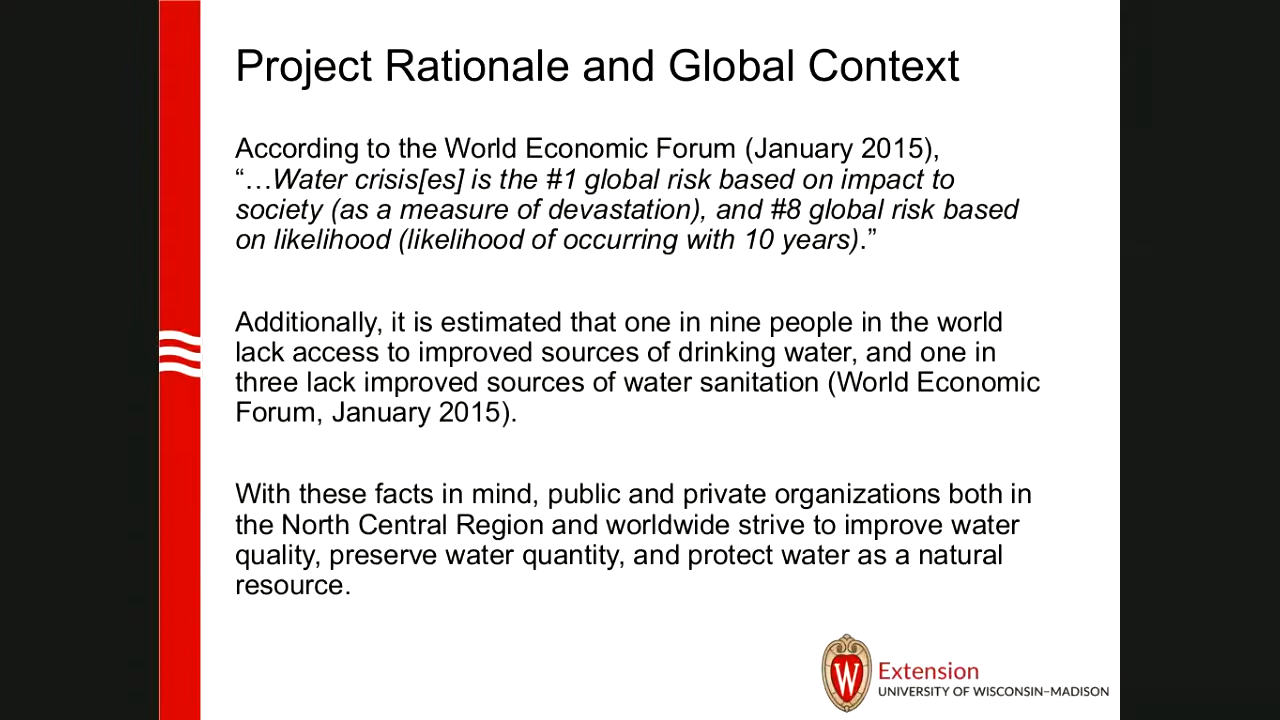 Project Rationale and Global Context
According to the World Economic Forum (January 2015),
“…Water crisis[es] is the #1 global risk based on impact to
society (as a measure of devastation), and #8 global risk based
on likelihood (likelihood of occurring with 10 years).”
Additionally, it is estimated that one in nine people in the world
lack access to improved sources of drinking water, and one in
three lack improved sources of water sanitation (World Economic
Forum, January 2015).
With these facts in mind, public and private organizations both in
the North Central Region and worldwide strive to improve water
quality, preserve water quantity, and protect water as a natural
resource.
W
Extension
UNIVERSITY OF WISCONSIN–MADISON